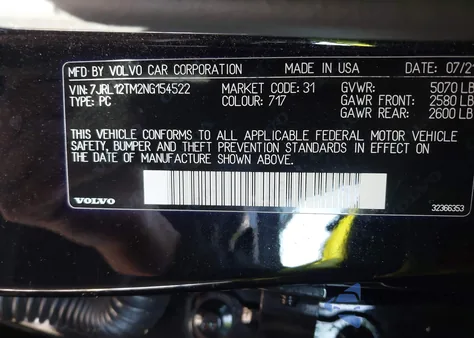 MFD BY VOLVO CAR CORPORATION MADE IN USA DATE: 07/21
VIN: 7JRL12TM2NG154522 MARKET CODE: 31 GVWR: 5070 LB
TYPE: PC COLOUR: 717 GAWR FRONT: 2580 LB
GAWR REAR: 2600 LB
THIS VEHICLE CONFORMS TO ALL APPLICABLE FEDERAL MOTOR VEHICLE
SAFETY, BUMPER AND THEFT PREVENTION STANDARDS IN EFFECT ON
THE DATE OF MANUFACTURE SHOWN ABOVE.
VOLVO 32366353